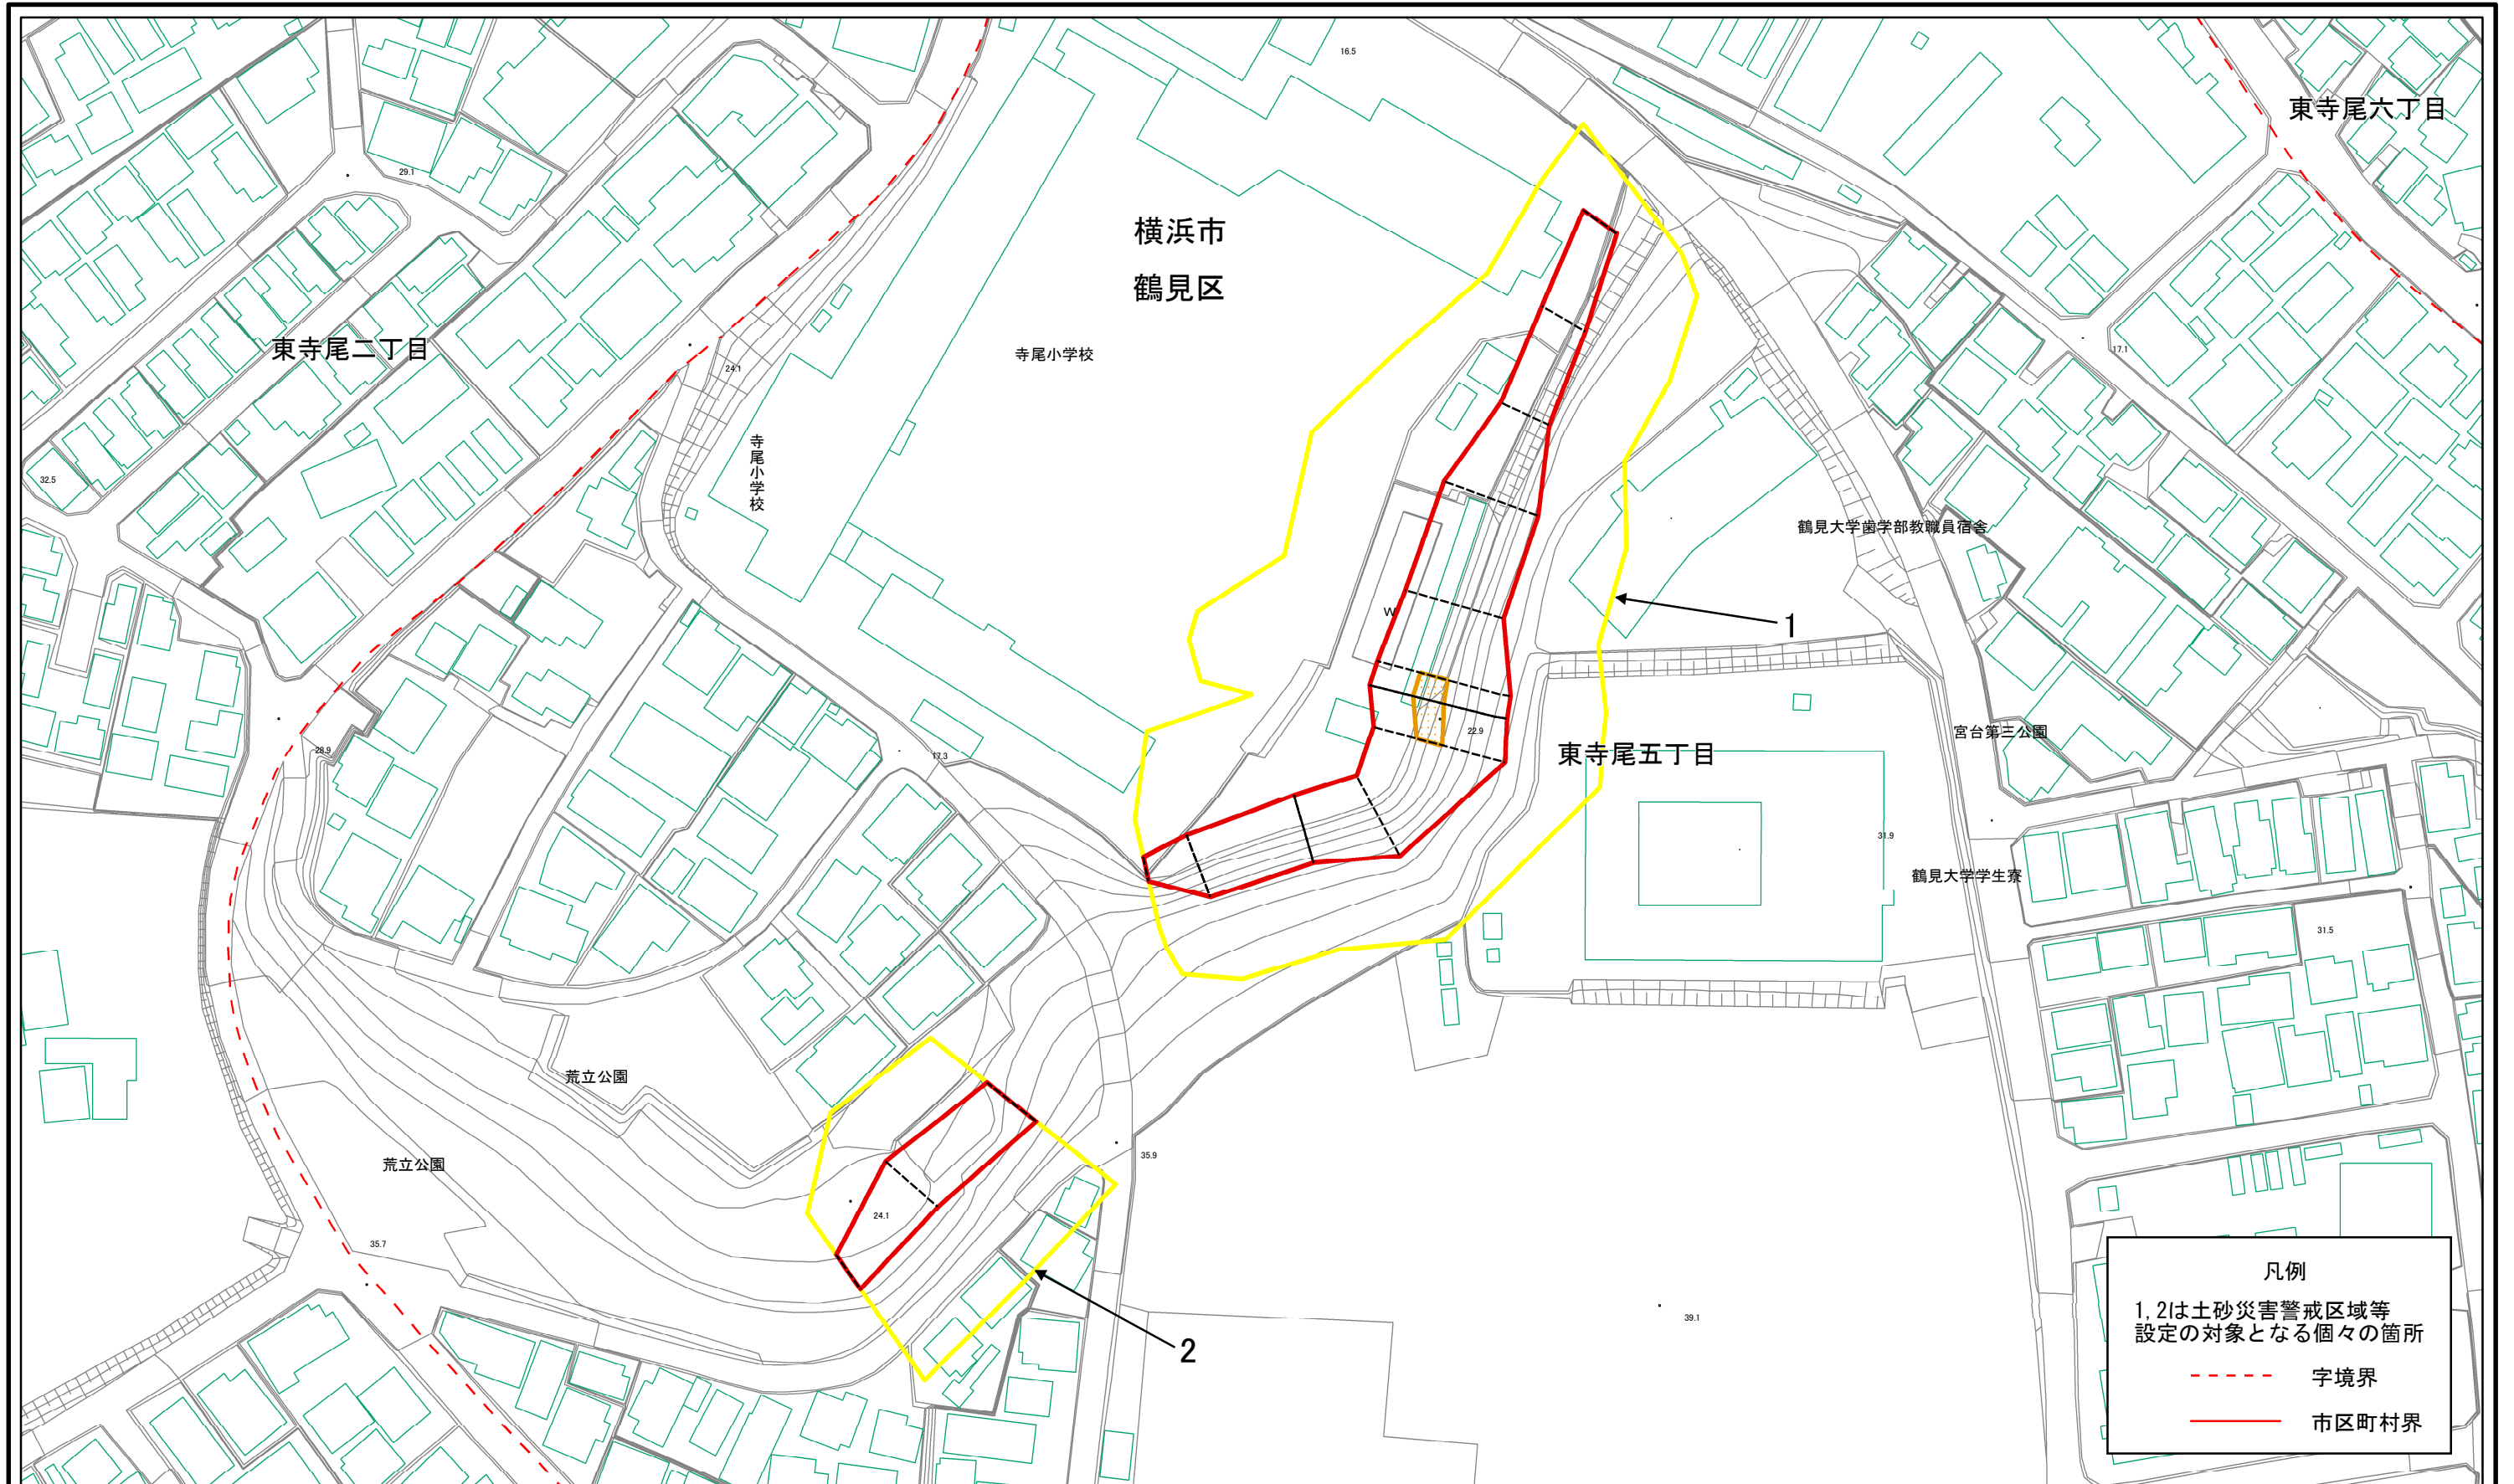 16.5
東寺尾六丁目
29.1
横浜市
鶴見区
東寺尾二丁目
寺尾小学校
17.1
24.1
寺尾小学校
32.5
鶴見大学歯学部教職員宿舎
W
1
22.9
宮台第三公園
28.9
17.3
東寺尾五丁目
31.9
鶴見大学学生寮
31.5
荒立公園
35.9
荒立公園
24.1
35.7
39.1
2
凡例
1,2は土砂災害警戒区域等
設定の対象となる個々の箇所
字境界
市区町村界